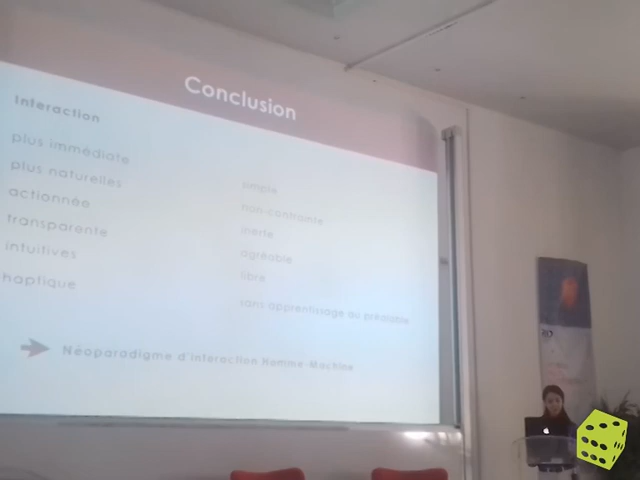 Conclusion
Interaction
plus immédiate
plus naturelles
actionnée
transparente
intuitives
haptique
simple
non-contrainte
inerte
agréable
libre
sans apprentissage au préalable
Néoparadigme d'Interaction Homme-Machine